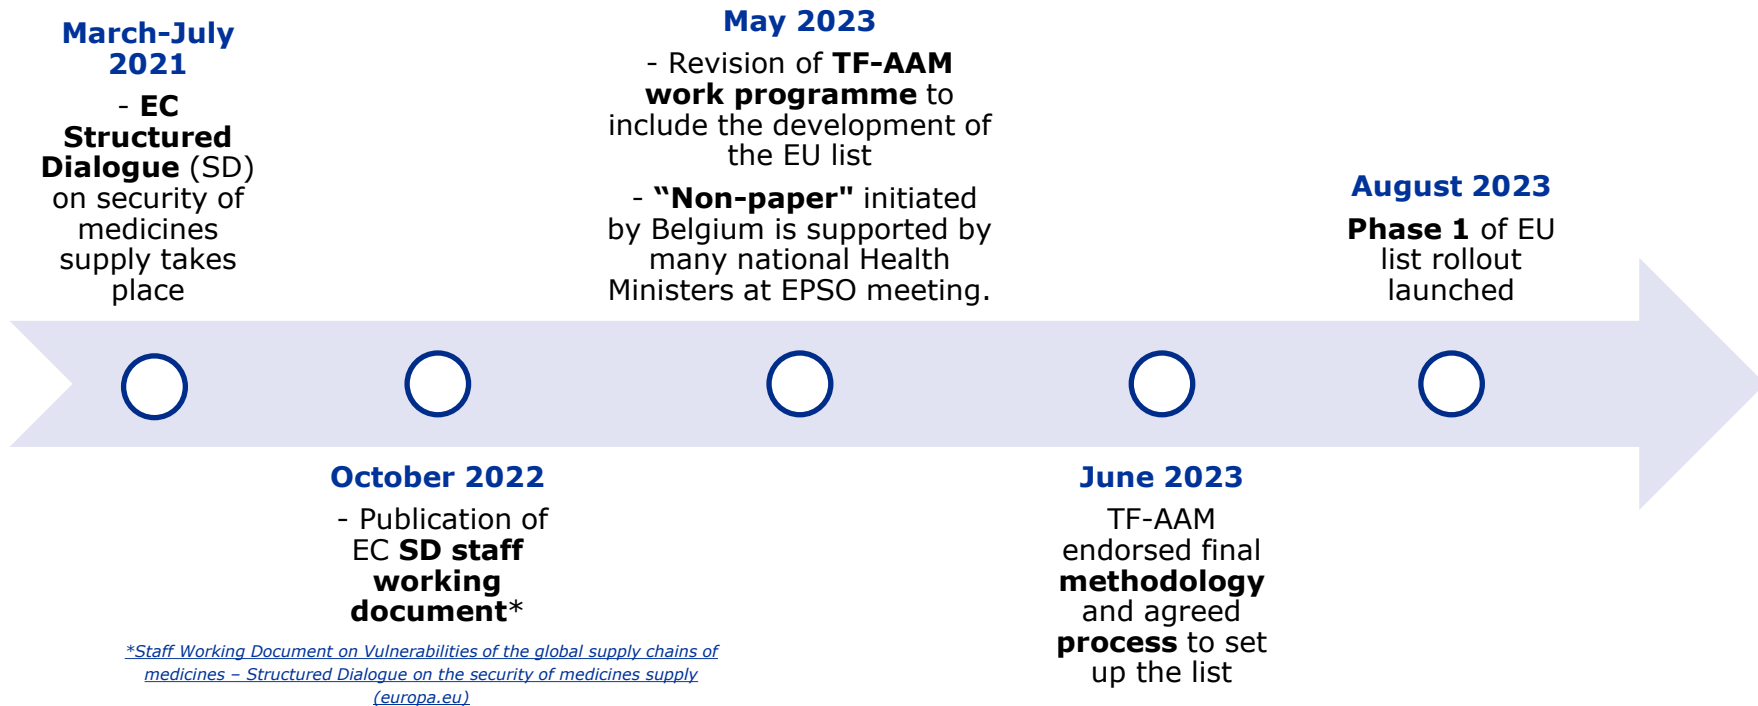 March-July
2021
- EC
Structured
Dialogue (SD)
on security of
medicines
supply takes
place
October 2022
- Publication of
EC SD staff
working
document*
*Staff Working Document on Vulnerabilities of the global supply chains of
medicines – Structured Dialogue on the security of medicines supply
(europa.eu)
May 2023
- Revision of TF-AAM
work programme to
include the development of
the EU list
- “Non-paper" initiated
by Belgium is supported by
many national Health
Ministers at EPSO meeting.
June 2023
TF-AAM
endorsed final
methodology
and agreed
process to set
up the list
August 2023
Phase 1 of EU
list rollout
launched